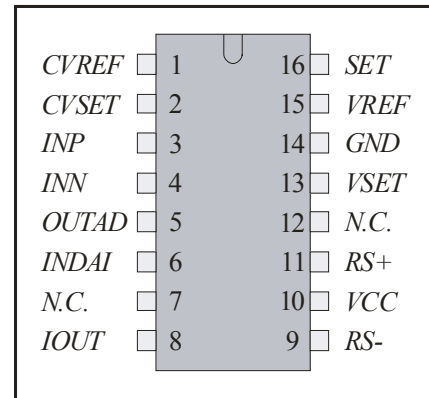 CVREF 1 16 SET
CVSET 2 15 VREF
INP 3 14 GND
INN 4 13 VSET
OUTAD 5 12 N.C.
INDAI 6 11 RS+
N.C. 7 10 VCC
IOUT 8 9 RS-